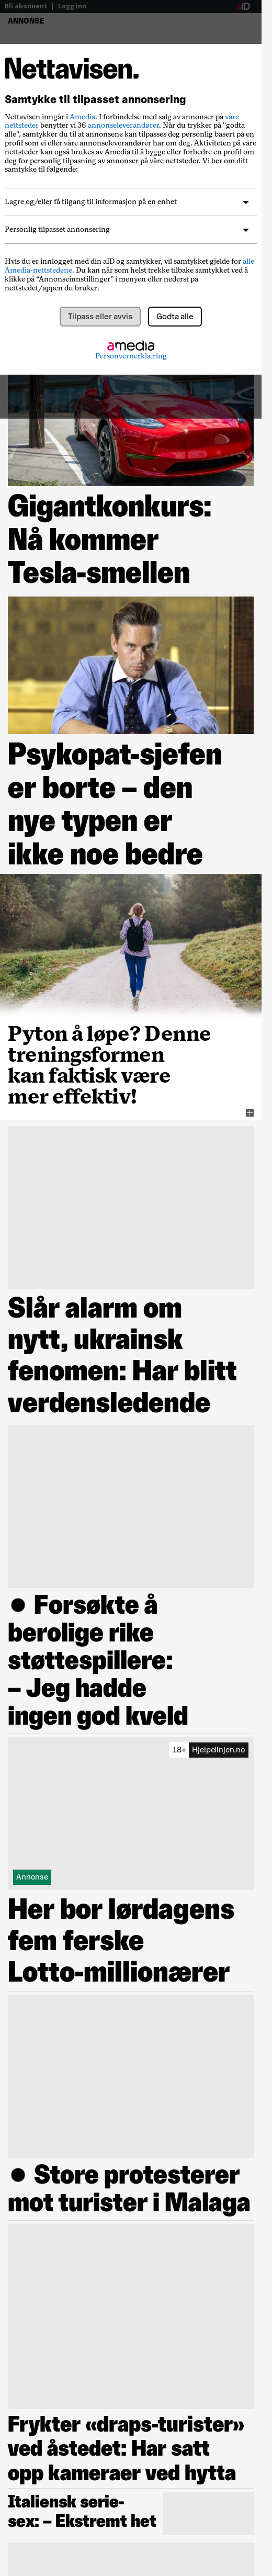 Bli abonnent | Logg inn
aID
ANNONSE
Nettavisen.
Samtykke til tilpasset annonsering
Nettavisen inngår i Amedia. I forbindelse med salg av annonser på våre
nettsteder benytter vi 36 annonseleverandører. Når du trykker på "godta
alle", samtykker du til at annonsene kan tilpasses deg personlig basert på en
profil som vi eller våre annonseleverandører har om deg. Aktiviteten på våre
nettsteder kan også brukes av Amedia til å bygge eller forbedre en profil om
deg for personlig tilpasning av annonser på våre nettsteder. Vi ber om ditt
samtykke til følgende:
Lagre og/eller få tilgang til informasjon på en enhet
Personlig tilpasset annonsering
Hvis du er innlogget med din aID og samtykker, vil samtykket gjelde for alle
Amedia-nettstedene. Du kan når som helst trekke tilbake samtykket ved å
klikke på “Annonseinnstillinger” i menyen eller nederst på
nettstedet/appen du bruker.
Tilpass eller avvis
Godta alle
amedia
Personvernerklæring
Gigantkonkurs:
Nå kommer
Tesla-smellen
Psykopat-sjefen
er borte – den
nye typen er
ikke noe bedre
Pyton å løpe? Denne
treningsformen
kan faktisk være
mer effektiv!
Slår alarm om
nytt, ukrainsk
fenomen: Har blitt
verdensledende
● Forsøkte å
berolige rike
støttespillere:
– Jeg hadde
ingen god kveld
18+ Hjelpelinjen.no
Annonse
Her bor lørdagens
fem ferske
Lotto-millionærer
● Store protesterer
mot turister i Malaga
Frykter «draps-turister»
ved åstedet: Har satt
opp kameraer ved hytta
Italiensk serie-
sex: – Ekstremt het